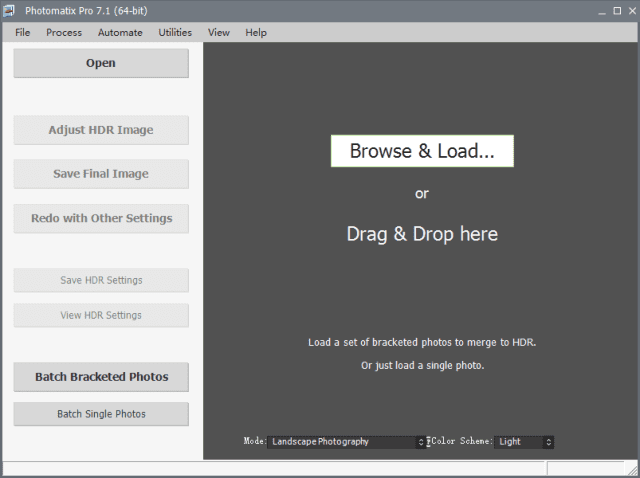 Photomatix Pro 7.1 (64-bit)
File Process Automate Utilities View Help
Open
Adjust HDR Image
Save Final Image
Redo with Other Settings
Save HDR Settings
View HDR Settings
Batch Bracketed Photos
Batch Single Photos
Browse & Load...
or
Drag & Drop here
Load a set of bracketed photos to merge to HDR.
Or just load a single photo.
Mode: Landscape Photography Color Scheme: Light